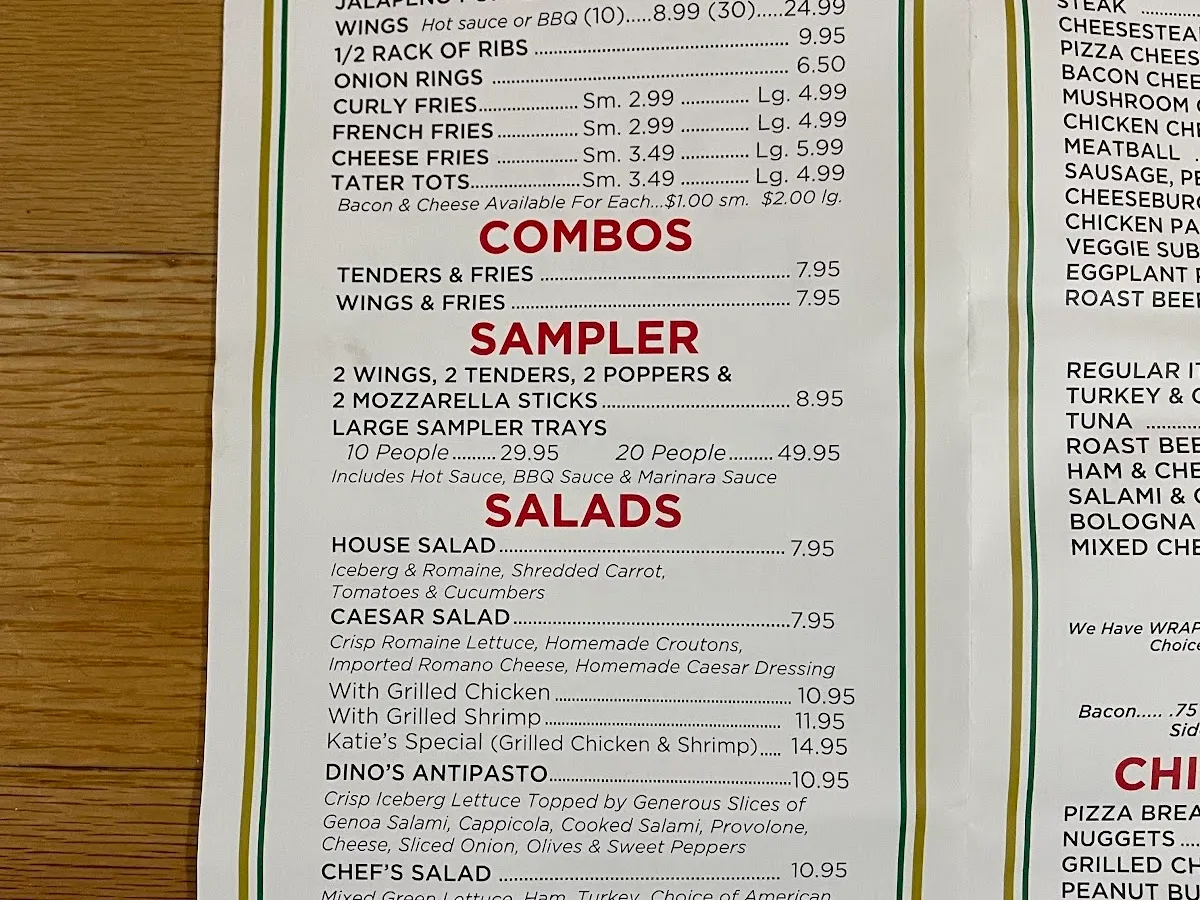 WINGS Hot sauce or BBQ (10).....8.99 (30).....24.99
1/2 RACK OF RIBS ........ 9.95
ONION RINGS ........ 6.50
CURLY FRIES........ Sm. 2.99 ........ Lg. 4.99
FRENCH FRIES........ Sm. 2.99 ........ Lg. 4.99
CHEESE FRIES ........ Sm. 3.49 ........ Lg. 5.99
TATER TOTS........Sm. 3.49 ........ Lg. 4.99
Bacon & Cheese Available For Each...$1.00 sm. $2.00 lg.
COMBOS
TENDERS & FRIES ........ 7.95
WINGS & FRIES ........ 7.95
SAMPLER
2 WINGS, 2 TENDERS, 2 POPPERS &
2 MOZZARELLA STICKS........ 8.95
LARGE SAMPLER TRAYS
10 People.........29.95 20 People.........49.95
Includes Hot Sauce, BBQ Sauce & Marinara Sauce
SALADS
HOUSE SALAD........ 7.95
Iceberg & Romaine, Shredded Carrot,
Tomatoes & Cucumbers
CAESAR SALAD........7.95
Crisp Romaine Lettuce, Homemade Croutons,
Imported Romano Cheese, Homemade Caesar Dressing
With Grilled Chicken ........ 10.95
With Grilled Shrimp........ 11.95
Katie's Special (Grilled Chicken & Shrimp)..... 14.95
DINO'S ANTIPASTO........10.95
Crisp Iceberg Lettuce Topped by Generous Slices of
Genoa Salami, Cappicola, Cooked Salami, Provolone,
Cheese, Sliced Onion, Olives & Sweet Peppers
CHEF'S SALAD ........ 10.95
Mixed Green Lettuce, Ham, Turkey, Choice of American
STEAK ........
CHEESESTEA
PIZZA CHEES
BACON CHEE
MUSHROOM
CHICKEN CHE
MEATBALL .
SAUSAGE, PE
CHEESEBURG
CHICKEN PA
VEGGIE SUB
EGGPLANT
ROAST BEEF
REGULAR IT
TURKEY & C
TUNA ........
ROAST BEE
HAM & CHE
SALAMI & C
BOLOGNA
MIXED CHE
We Have WRAP
Choice
Bacon..... .75
Sid
CHI
PIZZA BREA
NUGGETS ....
GRILLED CH
PEANUT BU